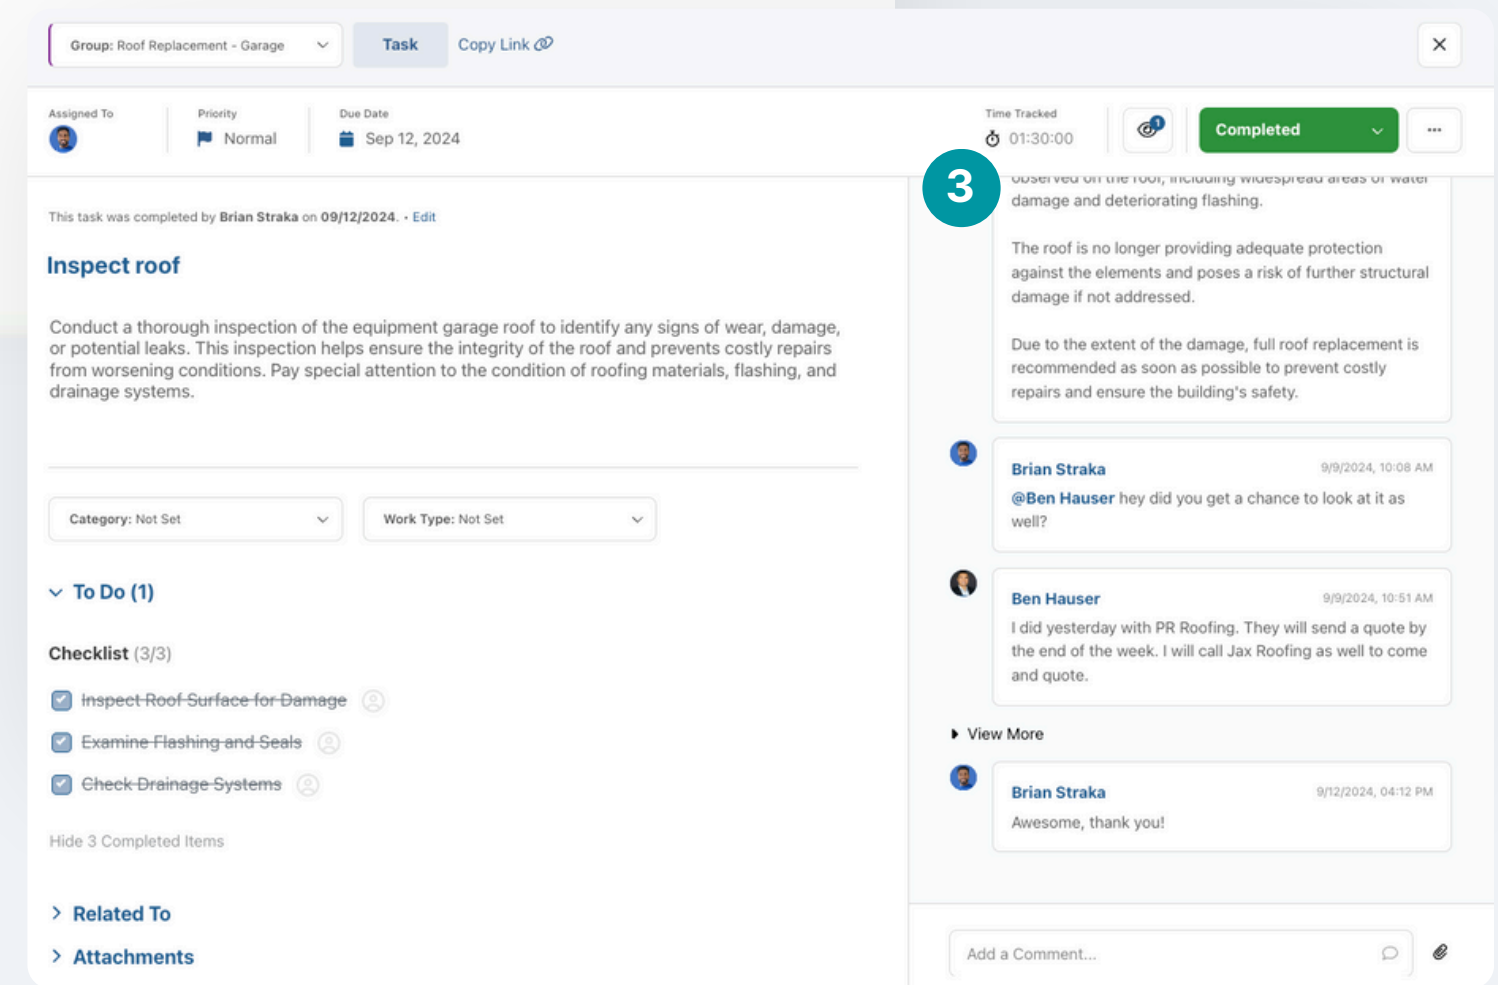 Group: Roof Replacement - Garage
Task
Copy Link
Assigned To
Priority
Normal
Due Date
Sep 12, 2024
Time Tracked
01:30:00
1
Completed
3
This task was completed by Brian Straka on 09/12/2024. • Edit
Inspect roof
Conduct a thorough inspection of the equipment garage roof to identify any signs of wear, damage,
or potential leaks. This inspection helps ensure the integrity of the roof and prevents costly repairs
from worsening conditions. Pay special attention to the condition of roofing materials, flashing, and
drainage systems.
Category: Not Set
Work Type: Not Set
To Do (1)
Checklist (3/3)
Inspect Roof Surface for Damage
Examine Flashing and Seals
Check Drainage Systems
Hide 3 Completed Items
Related To
Attachments
observed on the roof, including widespread areas of water
damage and deteriorating flashing.
The roof is no longer providing adequate protection
against the elements and poses a risk of further structural
damage if not addressed.
Due to the extent of the damage, full roof replacement is
recommended as soon as possible to prevent costly
repairs and ensure the building's safety.
Brian Straka
9/9/2024, 10:08 AM
@Ben Hauser hey did you get a chance to look at it as
well?
Ben Hauser
9/9/2024, 10:51 AM
I did yesterday with PR Roofing. They will send a quote by
the end of the week. I will call Jax Roofing as well to come
and quote.
View More
Brian Straka
9/12/2024, 04:12 PM
Awesome, thank you!
Add a Comment...